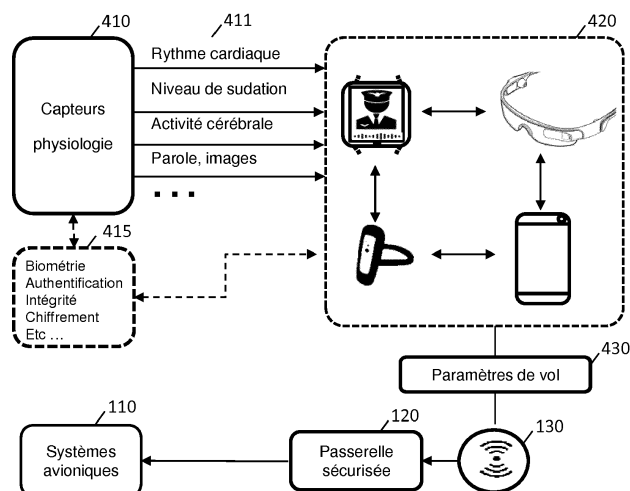 410
411
420
Capteurs
physiologie
Rythme cardiaque
Niveau de sudation
Activité cérébrale
Parole, images
...
415
Biométrie
Authentification
Intégrité
Chiffrement
Etc ...
430
Paramètres de vol
110
120
130
Systèmes
avioniques
Passerelle
sécurisée